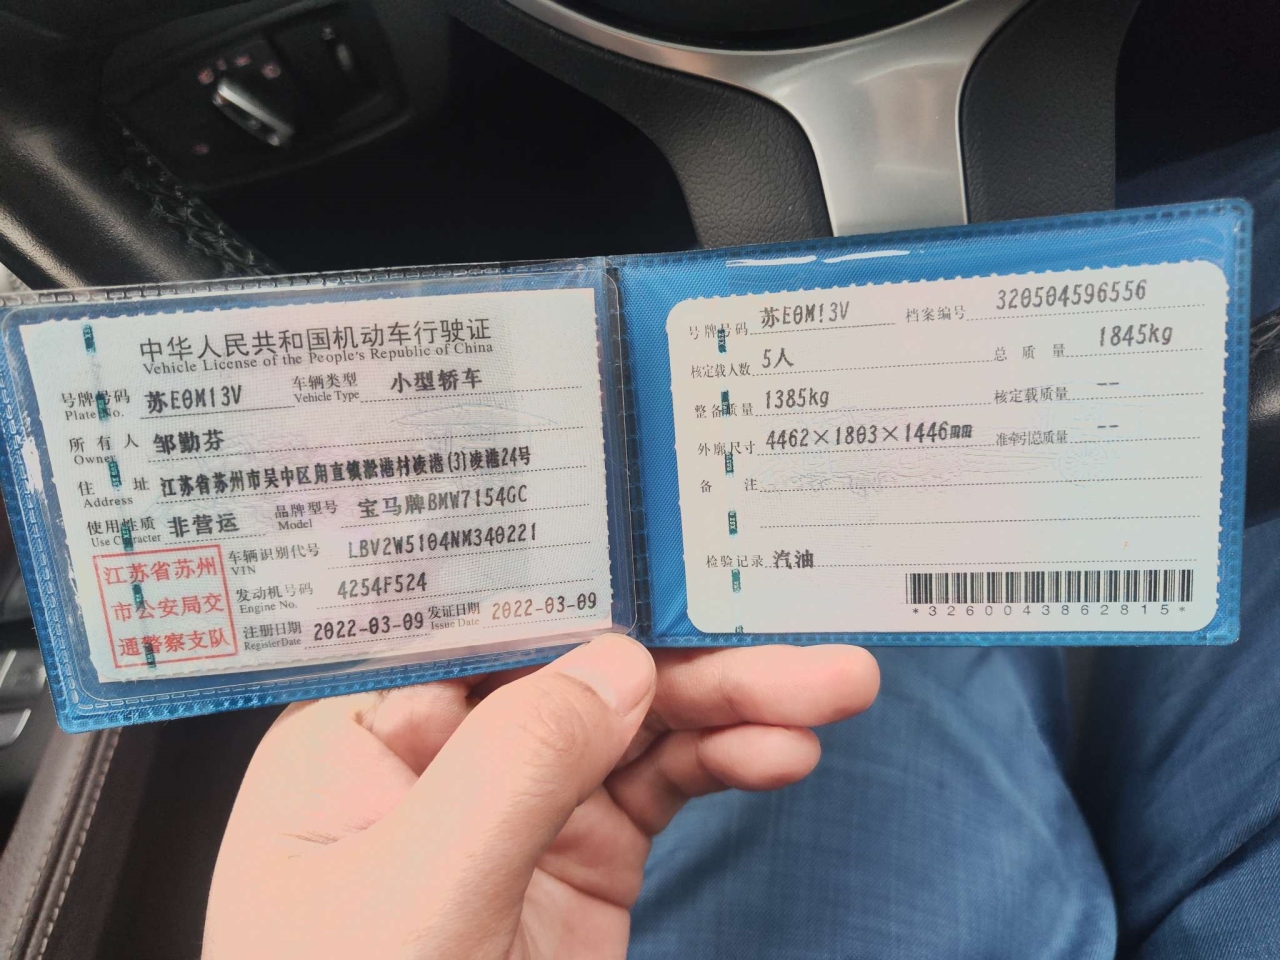 中华人民共和国机动车行驶证
Vehicle License of the People's Republic of China
号牌号码 苏E0M13V 车辆类型 小型轿车
Plate No. Vehicle Type
所有人 邹勤芬
Owner
住址 江苏省苏州市吴中区甪直镇淞港村凌港(3)凌港24号
Address
使用性质 非营运 品牌型号 宝马牌BMW7154GC
Use Character Model
江苏省苏州
市公安局交
通警察支队
车辆识别代号 LBV2W5104NM340221
VIN
发动机号码 4254F524
Engine No.
注册日期 2022-03-09 发证日期 2022-03-09
Register Date Issue Date
号牌号码 苏E0M13V 档案编号 320504596556
核定载人数 5人 总质量 1845kg
整备质量 1385kg 核定载质量 --
外廓尺寸 4462×1803×1446mm 准牵引总质量 --
备注
检验记录 汽油
*3260043862815*